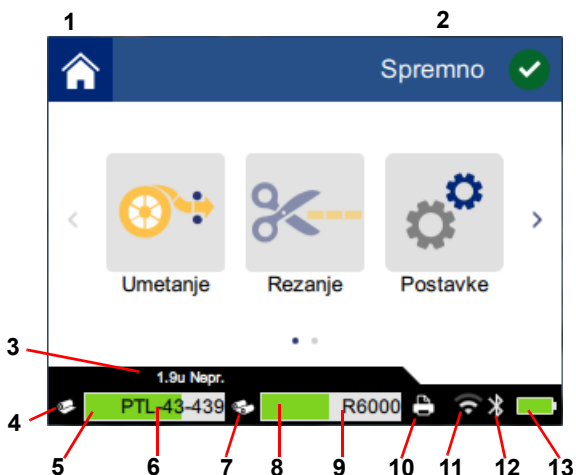 1 2
Spremno
Umetanje Rezanje Postavke
3
1.9u Nepr.
4 PTL-43-439 R6000
5 6 7 8 9 10 11 12 13